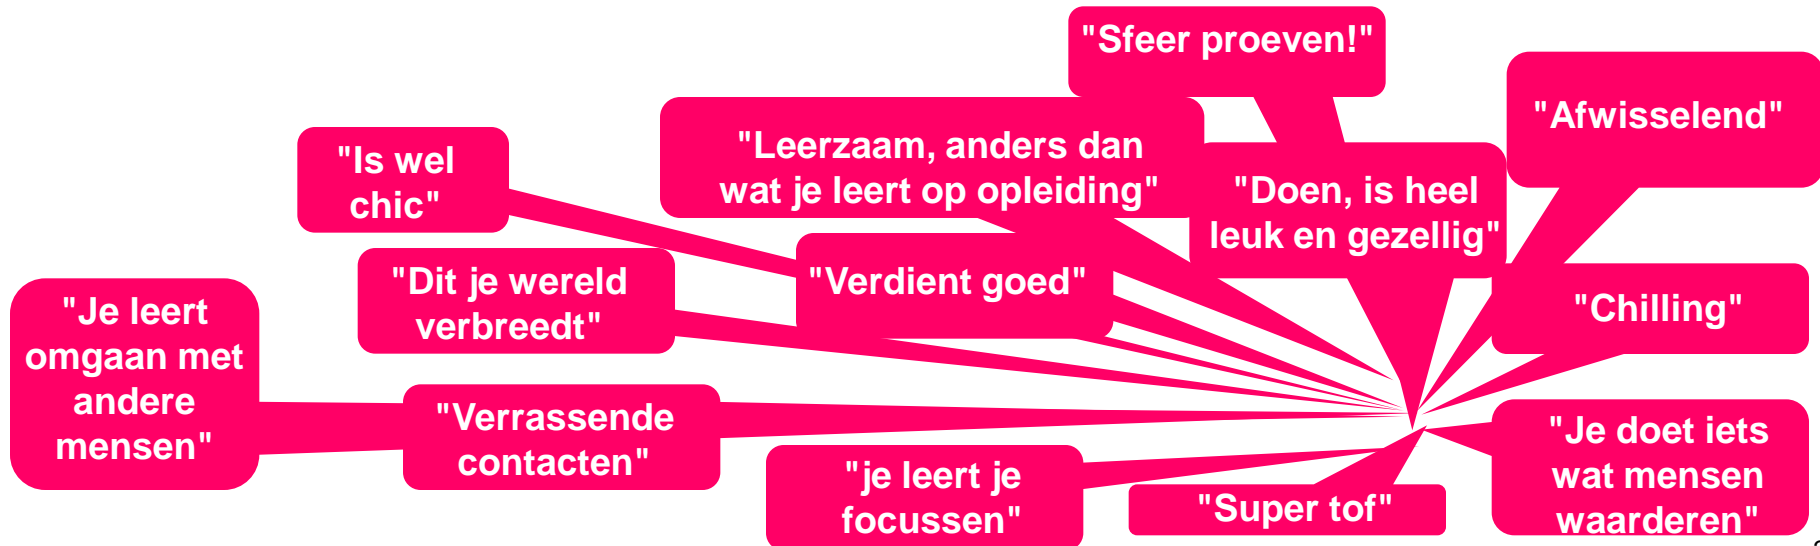 "Sfeer proeven!"
"Afwisselend"
"Leerzaam, anders dan
wat je leert op opleiding"
"Is wel
chic"
"Doen, is heel
leuk en gezellig"
"Dit je wereld
verbreedt"
"Verdient goed"
"Chilling"
"Je leert
omgaan met
andere
mensen"
"Verrassende
contacten"
"je leert je
focussen"
"Super tof"
"Je doet iets
wat mensen
waarderen"